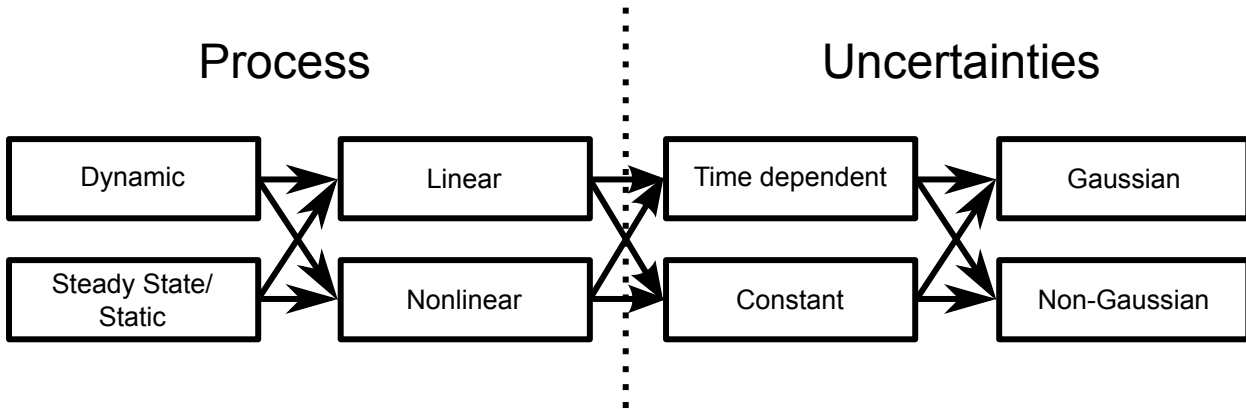 Process
Uncertainties
Dynamic
Linear
Time dependent
Gaussian
Steady State/
Static
Nonlinear
Constant
Non-Gaussian